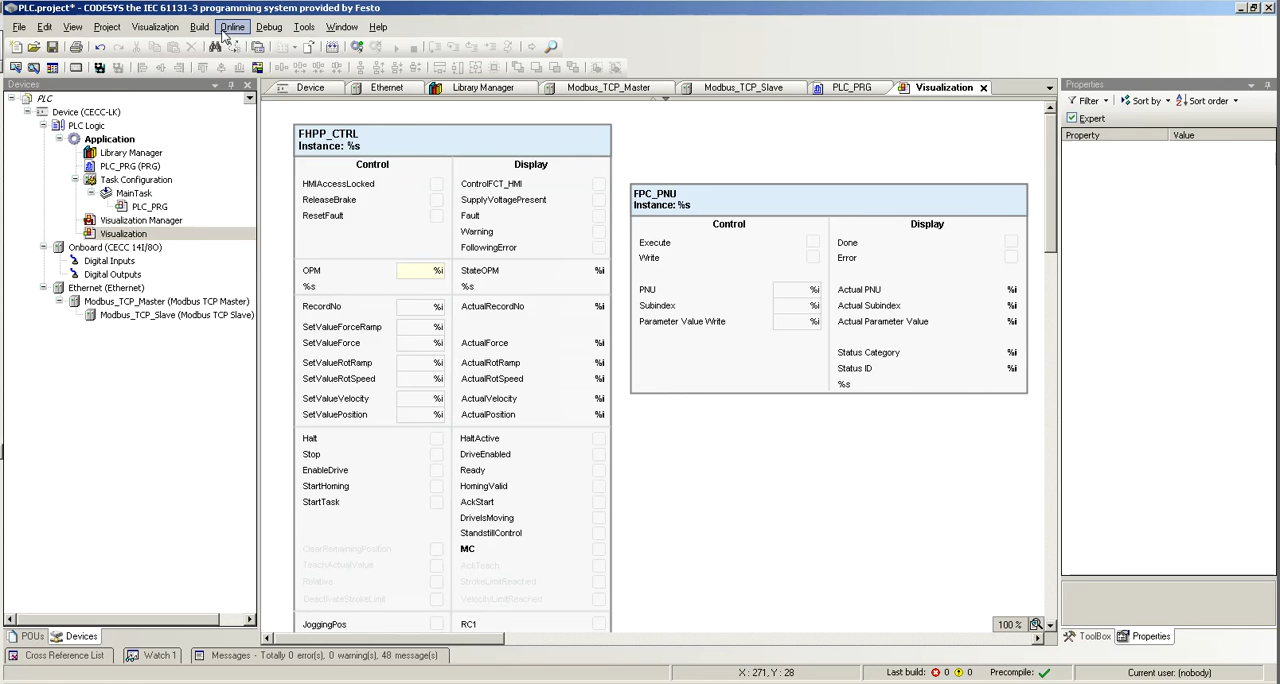 PLC.project* - CODESYS the IEC 61131-3 programming system provided by Festo
File Edit View Project Visualization Build Online Debug Tools Window Help
Devices
PLC
Device (CECC-LK)
PLC Logic
Application
Library Manager
PLC_PRG (PRG)
Task Configuration
MainTask
PLC_PRG
Visualization Manager
Visualization
Onboard (CECC 14I/8O)
Digital Inputs
Digital Outputs
Ethernet (Ethernet)
Modbus_TCP_Master (Modbus TCP Master)
Modbus_TCP_Slave (Modbus TCP Slave)
POUs Devices
Device Ethernet Library Manager Modbus_TCP_Master Modbus_TCP_Slave PLC_PRG Visualization
FHPP_CTRL
Instance: %s
Control Display
HMIAccessLocked ControlFCT_HMI
ReleaseBrake SupplyVoltagePresent
ResetFault Fault
Warning
FollowingError
OPM %i StateOPM %i
%s %s
RecordNo %i ActualRecordNo %i
SetValueForceRamp %i
SetValueForce %i ActualForce %i
SetValueRotRamp %i ActualRotRamp %i
SetValueRotSpeed %i ActualRotSpeed %i
SetValueVelocity %i ActualVelocity %i
SetValuePosition %i ActualPosition %i
Halt HaltActive
Stop DriveEnabled
EnableDrive Ready
StartHoming HomingValid
StartTask AckStart
DriveIsMoving
StandstillControl
MC
ClearRemainingPosition
TeachActualValue AckTeach
Relative StrokeLimitReached
DeactivateStrokeLimit VelocityLimitReached
JoggingPos RC1
FPC_PNU
Instance: %s
Control Display
Execute Done
Write Error
PNU %i Actual PNU %i
Subindex %i Actual Subindex %i
Parameter Value Write %i Actual Parameter Value %i
Status Category %i
Status ID %i
%s
100 %
Properties
Filter Sort by Sort order
Expert
Property Value
ToolBox Properties
Cross Reference List Watch 1 Messages - Totally 0 error(s), 0 warning(s), 48 message(s)
X : 271, Y : 28 Last build: 0 0 Precompile: Current user: (nobody)